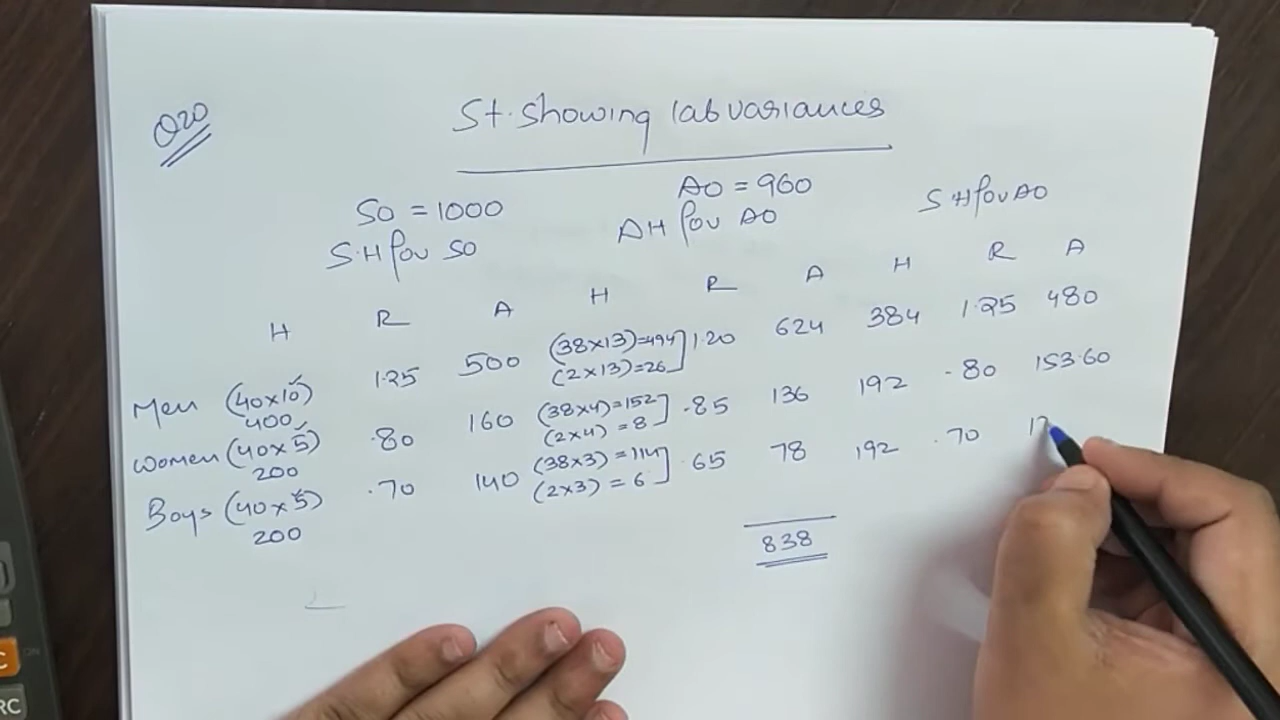 Q20
St. Showing lab variances
SO = 1000
AO = 960
S.H for SO
AH for AO
S.H for AO
H R A H R A H R A
Men (40×10) 1.25 500 (38×13)=494 1.20 624 384 1.25 480
400 (2×13)=26
Women (40×5) .80 160 (38×4)=152 .85 136 192 .80 153.60
200 (2×4) = 8
Boys (40×5) .70 140 (38×3) = 114 .65 78 192 .70 13
200 (2×3) = 6
838
RC